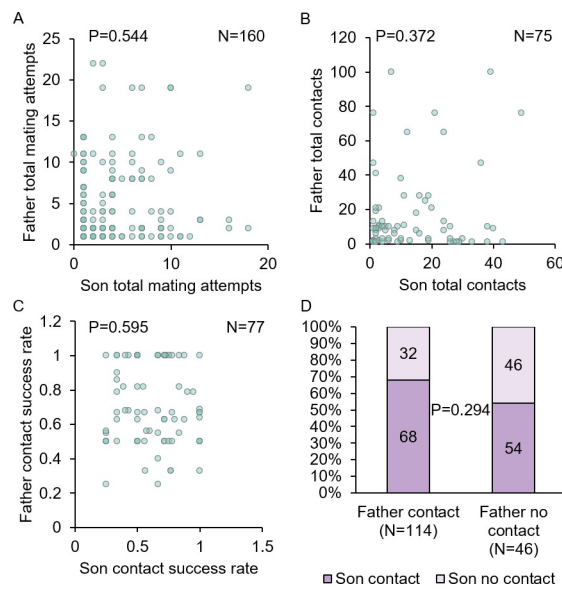 A
P=0.544 N=160
Father total mating attempts
25
20
15
10
5
0
0 10 20
Son total mating attempts
B
P=0.372 N=75
Father total contacts
120
100
80
60
40
20
0
0 20 40 60
Son total contacts
C
P=0.595 N=77
Father contact success rate
1.2
1
0.8
0.6
0.4
0.2
0
0 0.5 1 1.5
Son contact success rate
D
100%
90%
80%
70%
60%
50%
40%
30%
20%
10%
0%
32
68
P=0.294
46
54
Father contact
(N=114)
Father no
contact
(N=46)
Son contact Son no contact